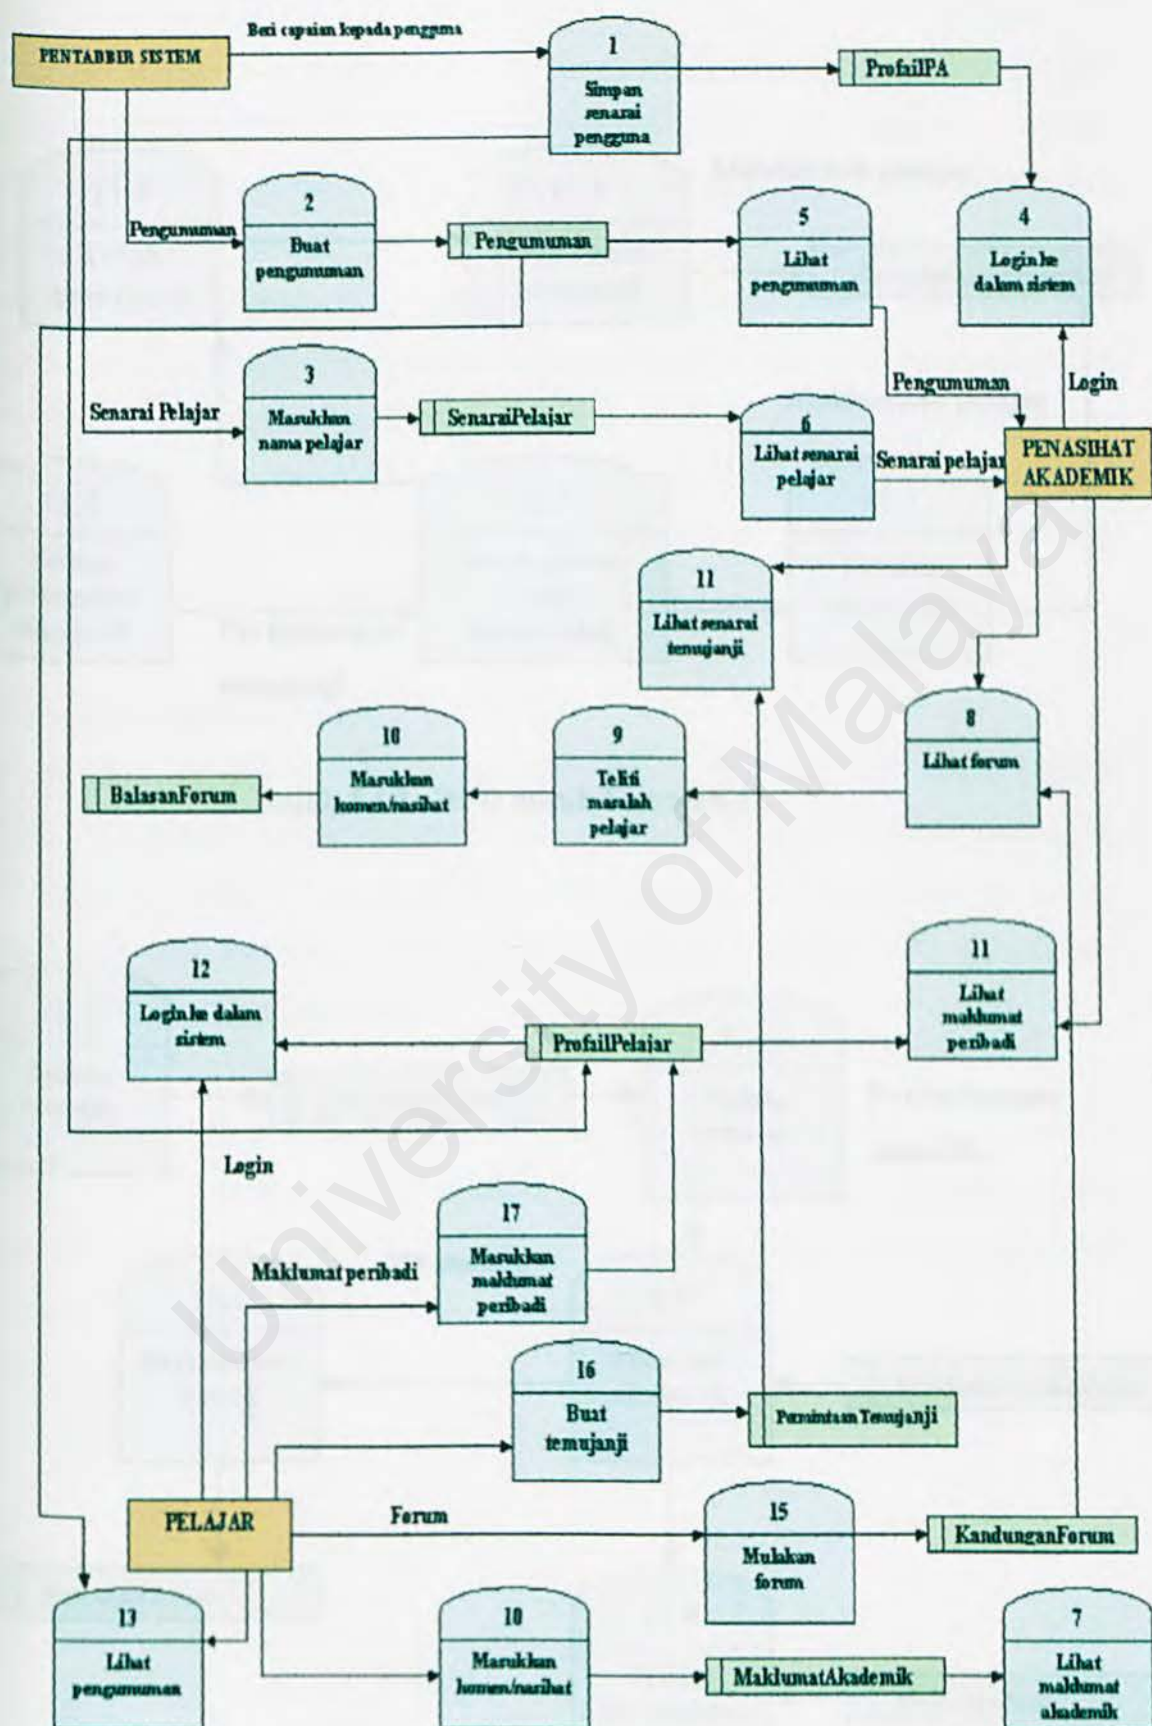 Beri capaian kepada pengguna
PENTADBIR SISTEM
1
Simpan
senarai
pengguna
ProfailPA
2
Buat
pengumuman
Pengumuman
Pengumuman
5
Lihat
pengumuman
4
Login ke
dalam sistem
3
Masukkan
nama pelajar
Senarai Pelajar
SenaraiPelajar
6
Lihat senarai
pelajar
Pengumuman
Login
Senarai pelajar
PENASIHAT
AKADEMIK
11
Lihat senarai
temujanji
8
Lihat forum
9
Teliti
masalah
pelajar
10
Masukkan
komen/nasihat
BalasanForum
12
Login ke dalam
sistem
ProfailPelajar
11
Lihat
maklumat
peribadi
Login
17
Masukkan
maklumat
peribadi
Maklumat peribadi
16
Buat
temujanji
Permintaan Temujanji
PELAJAR
Forum
15
Mulakan
forum
KandunganForum
13
Lihat
pengumuman
10
Masukkan
komen/nasihat
MaklumatAkademik
7
Lihat
maklumat
akademik
University of Malaya